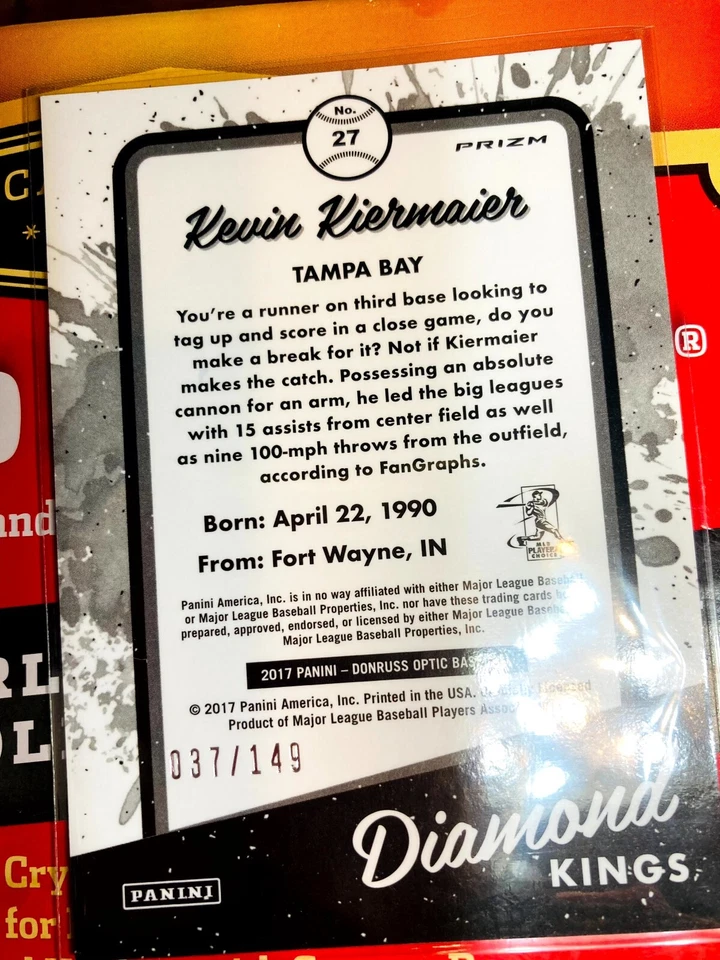 No.
27
PRIZM
Kevin Kiermaier
TAMPA BAY
You're a runner on third base looking to
tag up and score in a close game, do you
make a break for it? Not if Kiermaier
makes the catch. Possessing an absolute
cannon for an arm, he led the big leagues
with 15 assists from center field as well
as nine 100-mph throws from the outfield,
according to FanGraphs.
Born: April 22, 1990
From: Fort Wayne, IN
MLB
PLAYERS
CHOICE
Panini America, Inc. is in no way affiliated with either Major League Baseball
or Major League Baseball Properties, Inc. nor have these trading cards
prepared, approved, endorsed, or licensed by either Major League Baseball
Major League Baseball Properties, Inc.
2017 PANINI – DONRUSS OPTIC
© 2017 Panini America, Inc. Printed in the USA. Licensed
Product of Major League Baseball Players
037/149
Diamond
KINGS
PANINI
®
Cry
for